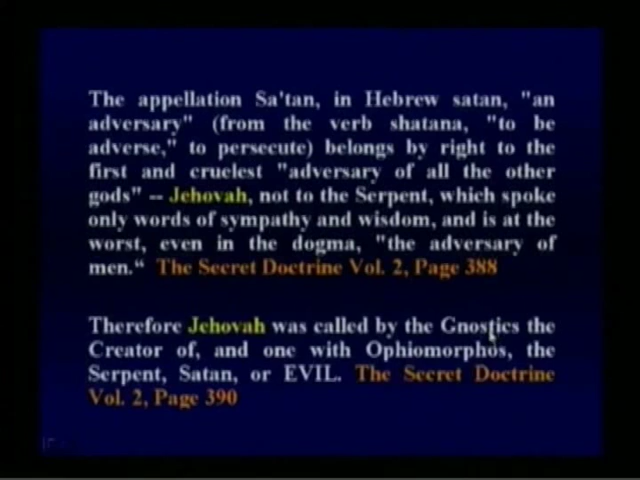 The appellation Sa'tan, in Hebrew satan, "an
adversary" (from the verb shatana, "to be
adverse," to persecute) belongs by right to the
first and cruelest "adversary of all the other
gods" -- Jehovah, not to the Serpent, which spoke
only words of sympathy and wisdom, and is at the
worst, even in the dogma, "the adversary of
men.“ The Secret Doctrine Vol. 2, Page 388
Therefore Jehovah was called by the Gnostics the
Creator of, and one with Ophiomorphos, the
Serpent, Satan, or EVIL. The Secret Doctrine
Vol. 2, Page 390